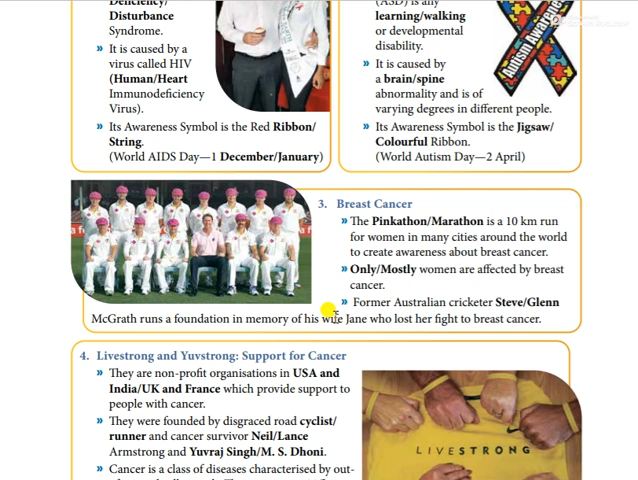 Deficiency/
Disturbance
Syndrome.
» It is caused by a
virus called HIV
(Human/Heart
Immunodeficiency
Virus).
» Its Awareness Symbol is the Red Ribbon/
String.
(World AIDS Day—1 December/January)
(ASD) is any
learning/walking
or developmental
disability.
» It is caused by
a brain/spine
abnormality and is of
varying degrees in different people.
» Its Awareness Symbol is the Jigsaw/
Colourful Ribbon.
(World Autism Day—2 April)
Autism Awareness
3. Breast Cancer
» The Pinkathon/Marathon is a 10 km run
for women in many cities around the world
to create awareness about breast cancer.
» Only/Mostly women are affected by breast
cancer.
» Former Australian cricketer Steve/Glenn
McGrath runs a foundation in memory of his wife Jane who lost her fight to breast cancer.
4. Livestrong and Yuvstrong: Support for Cancer
» They are non-profit organisations in USA and
India/UK and France which provide support to
people with cancer.
» They were founded by disgraced road cyclist/
runner and cancer survivor Neil/Lance
Armstrong and Yuvraj Singh/M. S. Dhoni.
» Cancer is a class of diseases characterised by out-
LIVESTRONG